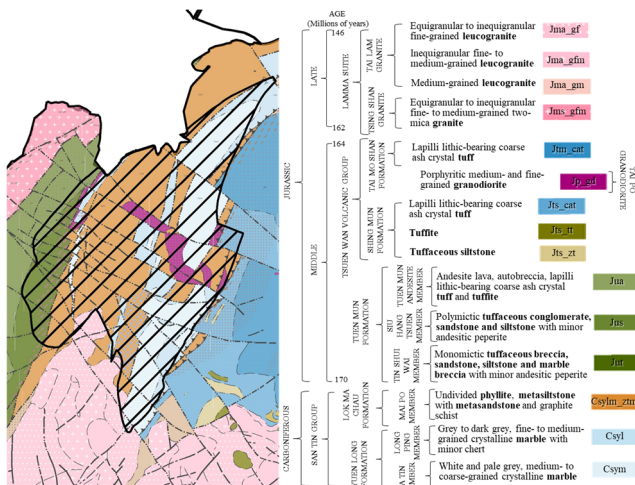 AGE
(Millions of years)
146
162
164
170
JURASSIC
LATE
MIDDLE
CARBONIFEROUS
LAMMA SUITE
TAI LAM
GRANITE
TSING SHAN
GRANITE
TSUEN WAN VOLCANIC GROUP
TAI MO SHAN
FORMATION
SHING MUN
FORMATION
TUEN MUN
FORMATION
TUEN MUN
ANDESITE
MEMBER
SIU
HANG
TSUEN
MEMBER
TIN SHUI
WAI
MEMBER
SAN TIN GROUP
LOK MA
CHAU
FORMATION
MAI PO
MEMBER
YUEN LONG
FORMATION
LONG
PING
MEMBER
A TIN
MBER
Equigranular to inequigranular
fine-grained leucogranite
Jma_gf
Inequigranular fine- to
medium-grained leucogranite
Jma_gfm
Medium-grained leucogranite
Jma_gm
Equigranular to inequigranular
fine- to medium-grained two-
mica granite
Jms_gfm
Lapilli lithic-bearing coarse
ash crystal tuff
Jtm_cat
Porphyritic medium- and fine-
grained granodiorite
Jp_gd
TAI PO
GRANODIORITE
Lapilli lithic-bearing coarse
ash crystal tuff
Jts_cat
Tuffite
Jts_tt
Tuffaceous siltstone
Jts_zt
Andesite lava, autobreccia, lapilli
lithic-bearing coarse ash crystal
tuff and tuffite
Jua
Polymictic tuffaceous conglomerate,
sandstone and siltstone with minor
andesitic peperite
Jus
Monomictic tuffaceous breccia,
sandstone, siltstone and marble
breccia with minor andesitic peperite
Jut
Undivided phyllite, metasiltstone
with metasandstone and graphite
schist
Csylm_ztm
Grey to dark grey, fine- to medium-
grained crystalline marble with
minor chert
Csyl
White and pale grey, medium- to
coarse-grained crystalline marble
Csym